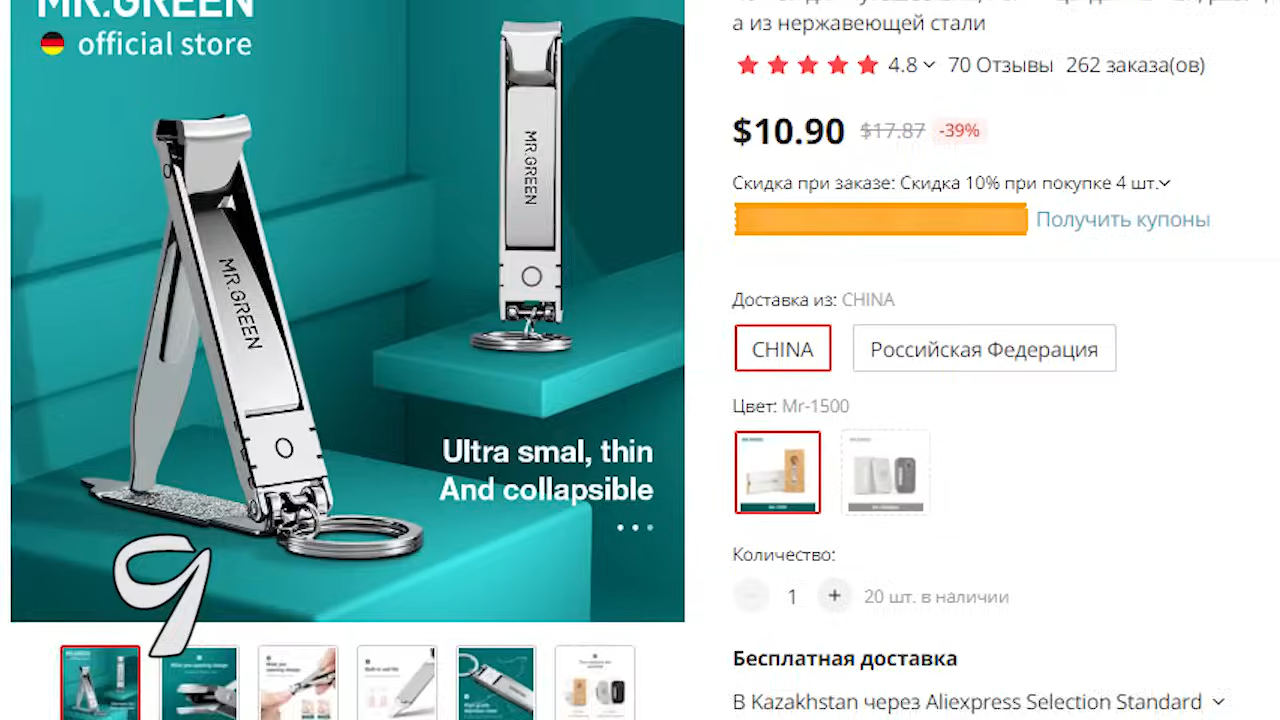 MR.GREEN
official store
MR.GREEN
MR.GREEN
Ultra smal, thin
And collapsible
9
а из нержавеющей стали
4.8 70 Отзывы 262 заказа(ов)
$10.90 $17.87 -39%
Скидка при заказе: Скидка 10% при покупке 4 шт.
Получить купоны
Доставка из: CHINA
CHINA Российская Федерация
Цвет: Mr-1500
Количество:
1 + 20 шт. в наличии
Бесплатная доставка
В Kazakhstan через Aliexpress Selection Standard